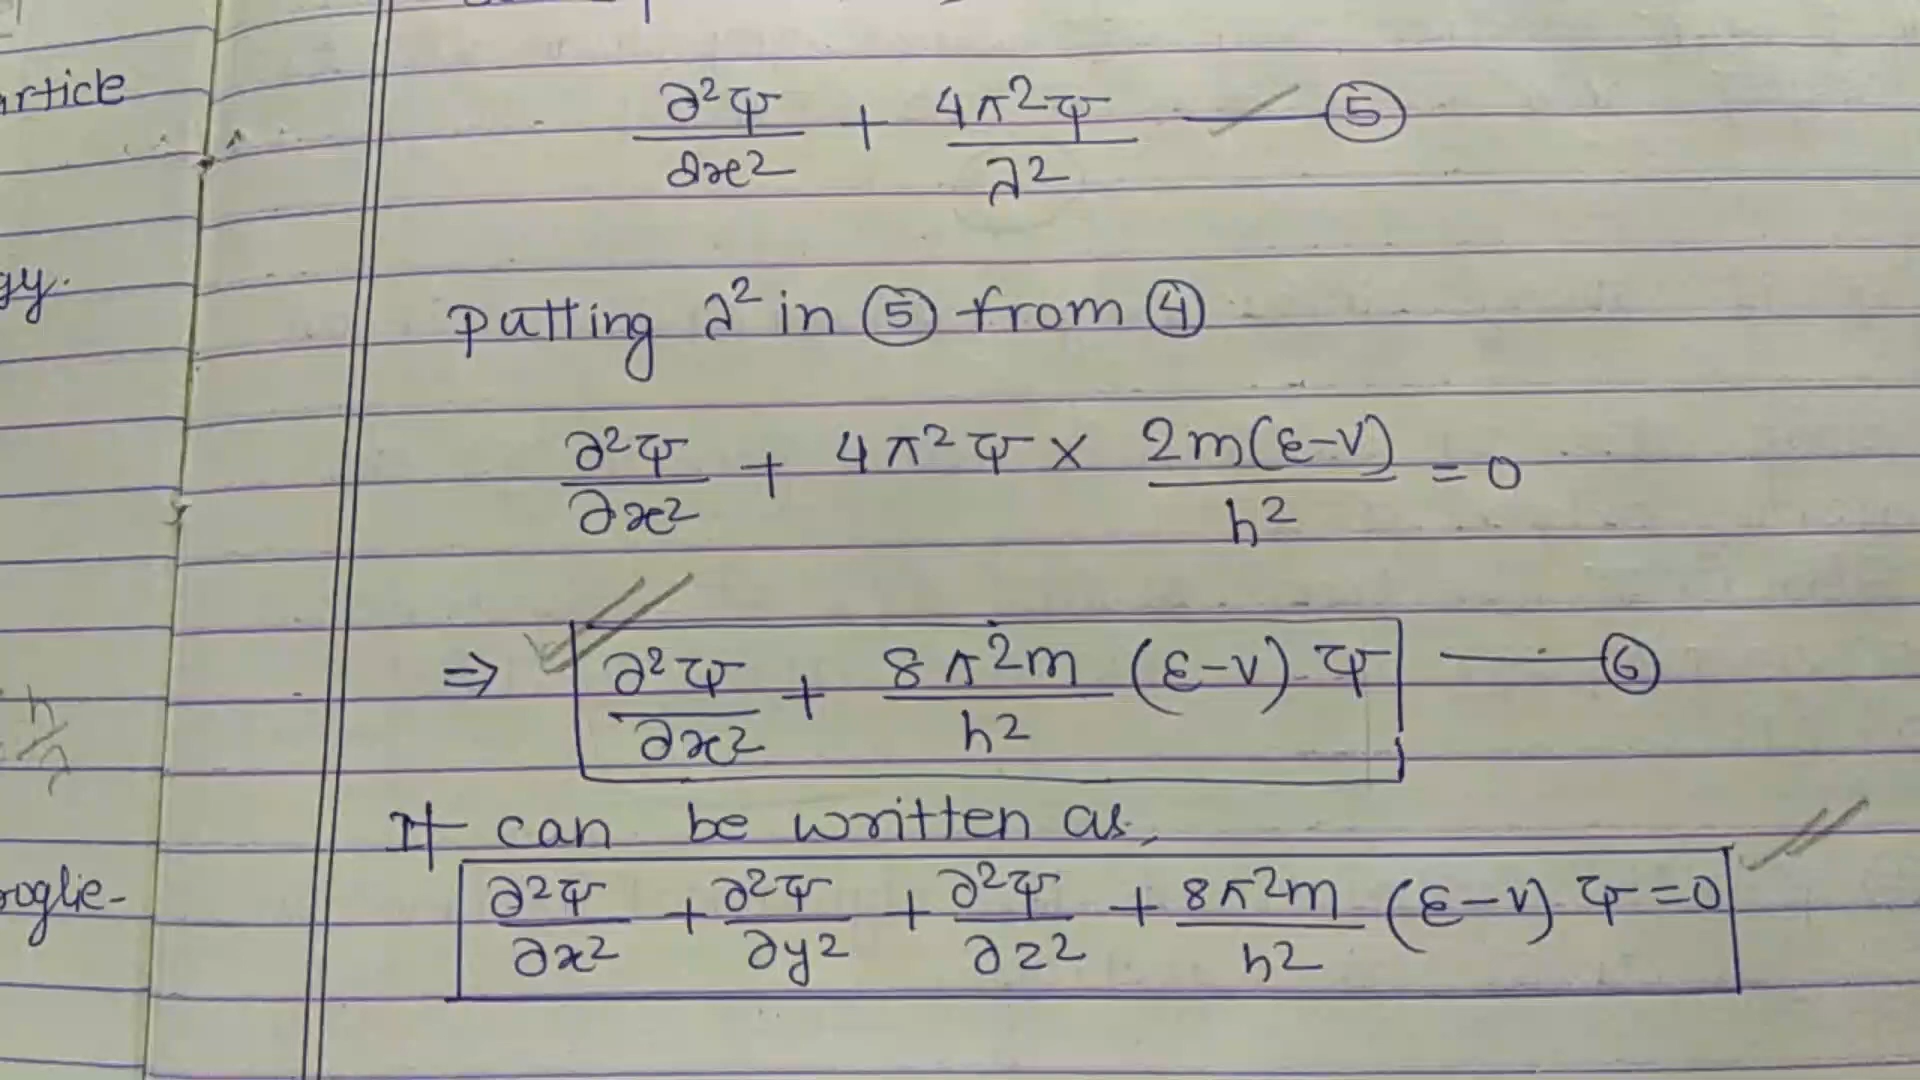 rticle
gy.
h/λ
roglie-
∂²Ψ/∂x² + 4π²Ψ/λ² — ⑤
putting λ² in ⑤ from ④
∂²Ψ/∂x² + 4π²Ψ × 2m(E-V)/h² = 0
⇒ ∂²Ψ/∂x² + 8π²m/h² (E-V).Ψ — ⑥
It can be written as,
∂²Ψ/∂x² + ∂²Ψ/∂y² + ∂²Ψ/∂z² + 8π²m/h² (E-V) Ψ = 0